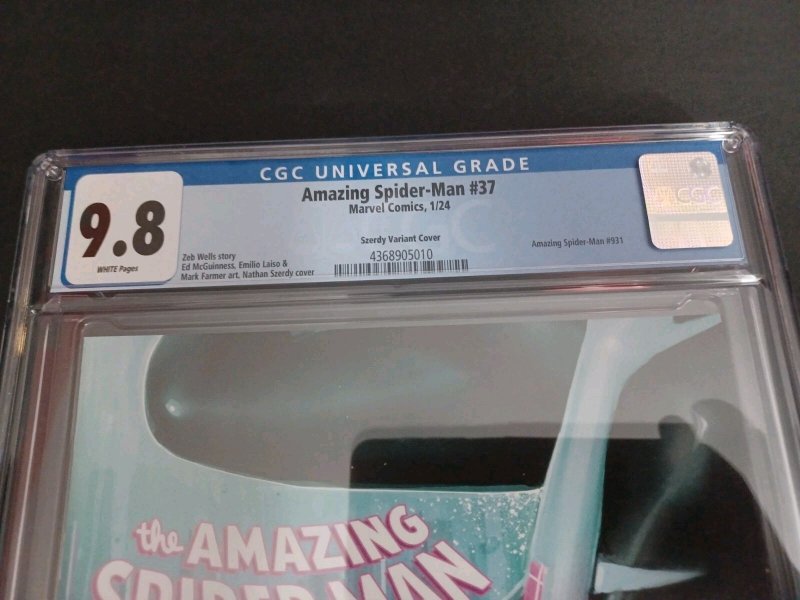 CGC UNIVERSAL GRADE
9.8
WHITE Pages
Amazing Spider-Man #37
Marvel Comics, 1/24
Szerdy Variant Cover
Amazing Spider-Man #931
Zeb Wells story
Ed McGuinness, Emilio Laiso &
Mark Farmer art, Nathan Szerdy cover
4368905010
CGC
the AMAZING
SPIDER-MAN